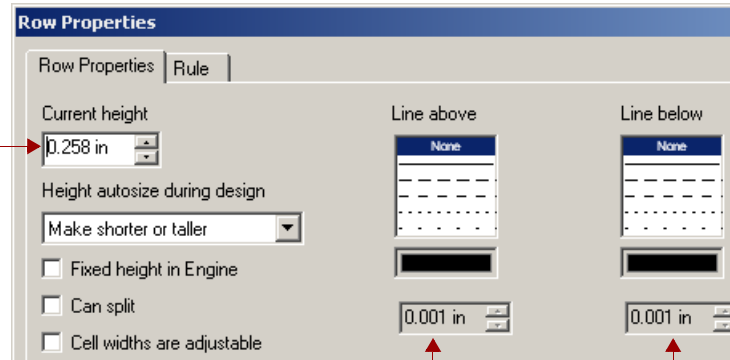 Row Properties
Row Properties Rule
Current height Line above Line below
0.258 in None None
Height autosize during design
Make shorter or taller
Fixed height in Engine
Can split 0.001 in 0.001 in
Cell widths are adjustable